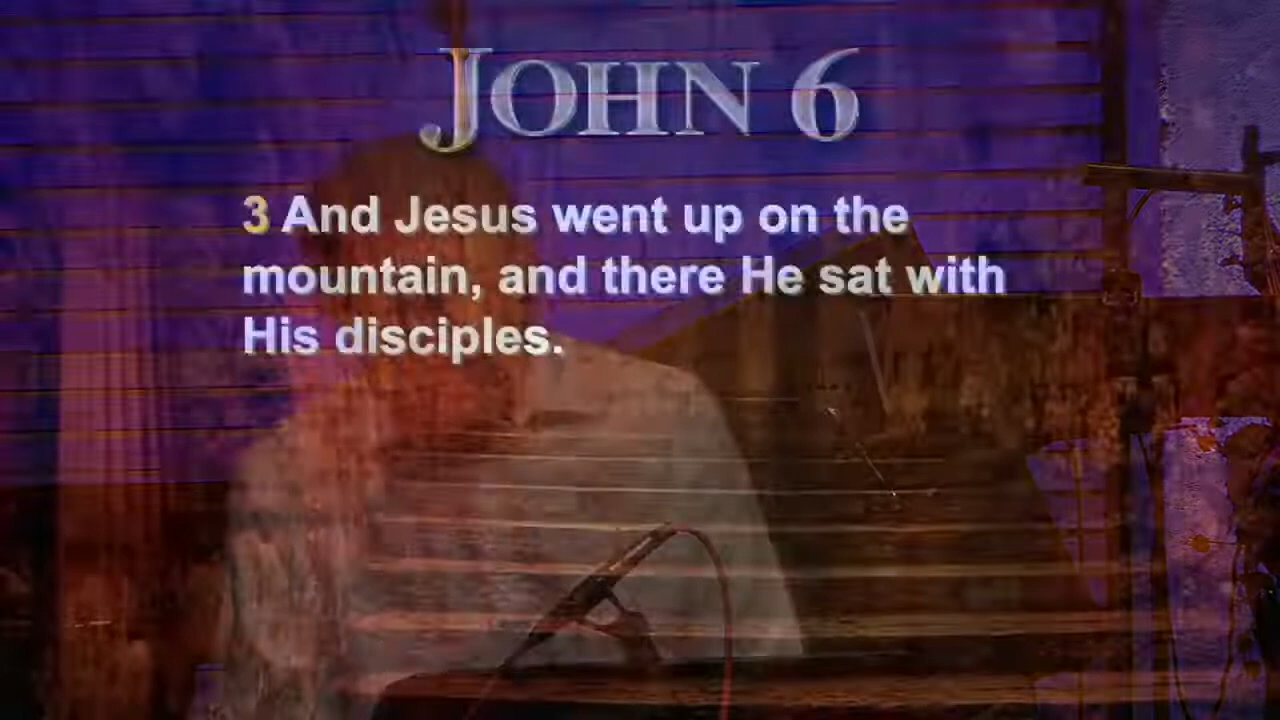 JOHN 6
3 And Jesus went up on the
mountain, and there He sat with
His disciples.